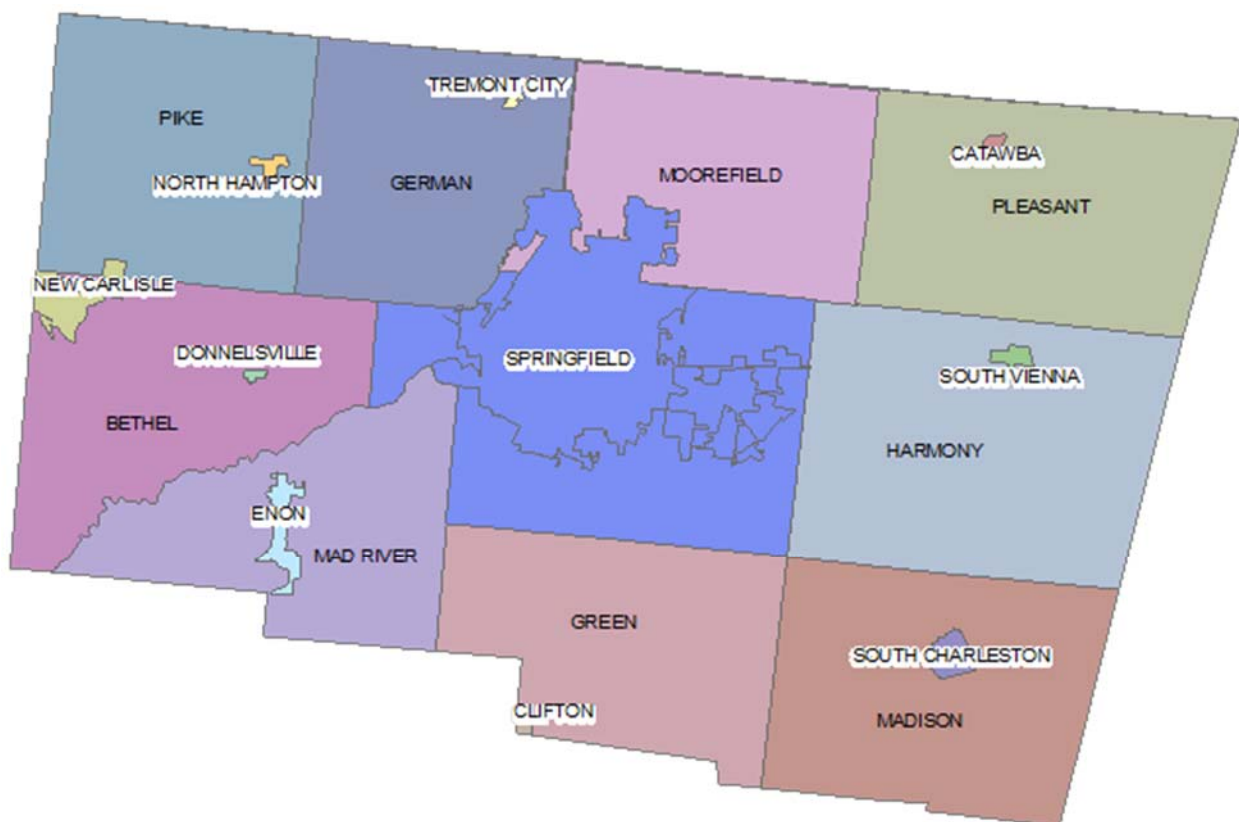 TREMONT CITY
PIKE
CATAWBA
MOOREFIELD
NORTH HAMPTON
GERMAN
PLEASANT
NEW CARLISLE
DONNELSVILLE
SPRINGFIELD
SOUTH VIENNA
BETHEL
HARMONY
ENON
MAD RIVER
GREEN
SOUTH CHARLESTON
CLIFTON
MADISON